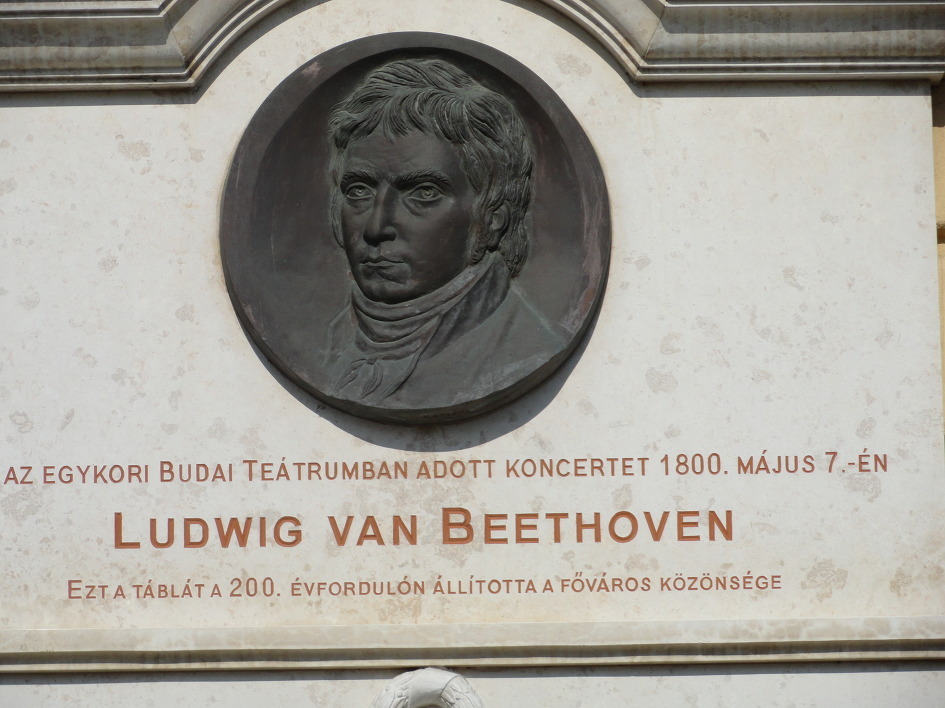 AZ EGYKORI BUDAI TEÁTRUMBAN ADOTT KONCERTET 1800. MÁJUS 7.-ÉN
LUDWIG VAN BEETHOVEN
EZT A TÁBLÁT A 200. ÉVFORDULÓN ÁLLÍTOTTA A FŐVÁROS KÖZÖNSÉGE